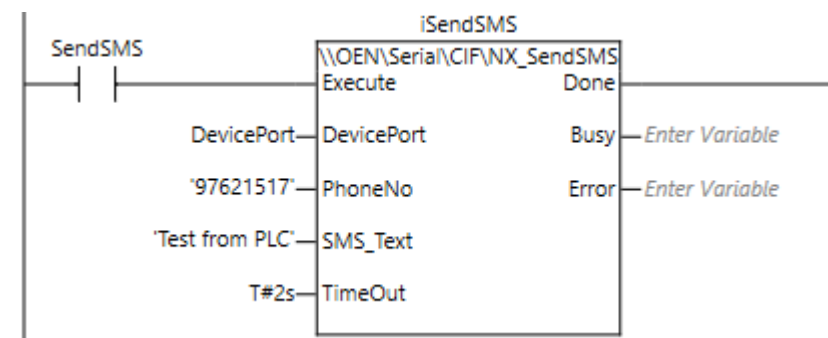 iSendSMS
SendSMS
\\OEN\Serial\CIF\NX_SendSMS
Execute Done
DevicePort DevicePort Busy Enter Variable
'97621517' PhoneNo Error Enter Variable
'Test from PLC' SMS_Text
T#2s TimeOut